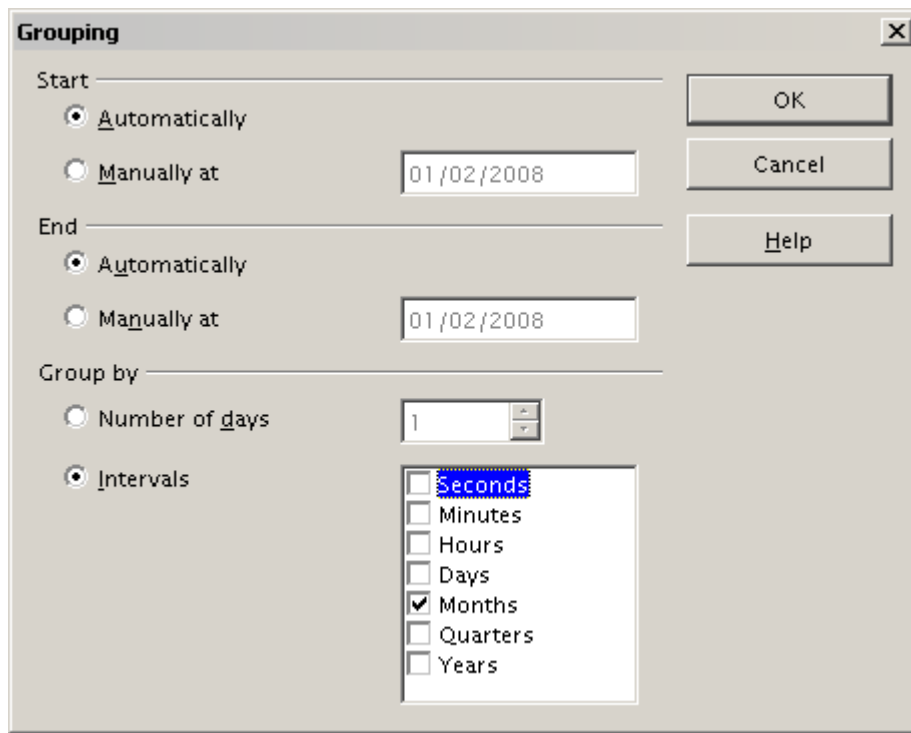 Grouping
Start
Automatically
Manually at 01/02/2008
End
Automatically
Manually at 01/02/2008
Group by
Number of days 1
Intervals
Seconds
Minutes
Hours
Days
Months
Quarters
Years
OK
Cancel
Help